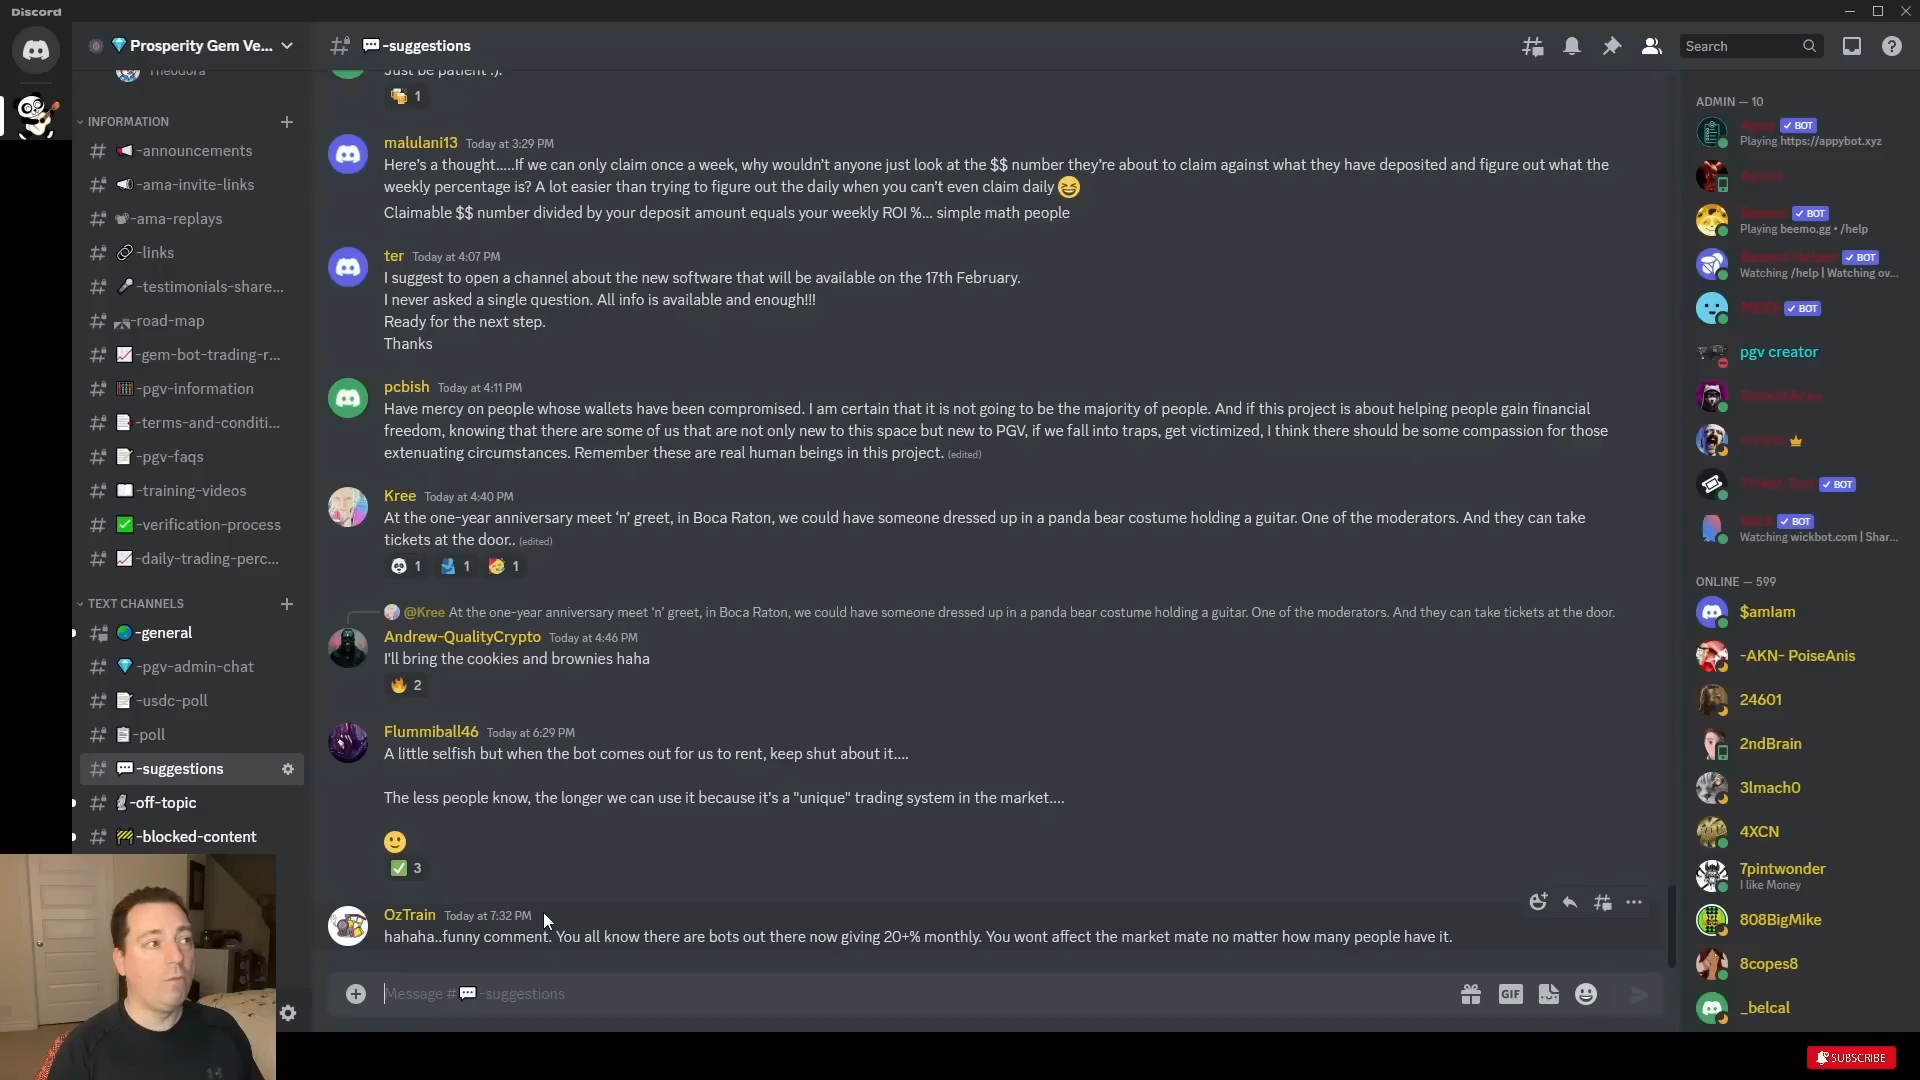 Discord
Prosperity Gem Ve...
Theodora
INFORMATION
-announcements
-ama-invite-links
-ama-replays
-links
-testimonials-share...
-road-map
-gem-bot-trading-r...
-pgv-information
-terms-and-conditi...
-pgv-faqs
-training-videos
-verification-process
-daily-trading-perc...
TEXT CHANNELS
-general
-pgv-admin-chat
-usdc-poll
-poll
-suggestions
-off-topic
-blocked-content
-suggestions
Search
Just be patient :).
1
malulani13 Today at 3:29 PM
Here's a thought.....If we can only claim once a week, why wouldn't anyone just look at the $$ number they're about to claim against what they have deposited and figure out what the
weekly percentage is? A lot easier than trying to figure out the daily when you can't even claim daily
Claimable $$ number divided by your deposit amount equals your weekly ROI %... simple math people
ter Today at 4:07 PM
I suggest to open a channel about the new software that will be available on the 17th February.
I never asked a single question. All info is available and enough!!!
Ready for the next step.
Thanks
pcbish Today at 4:11 PM
Have mercy on people whose wallets have been compromised. I am certain that it is not going to be the majority of people. And if this project is about helping people gain financial
freedom, knowing that there are some of us that are not only new to this space but new to PGV, if we fall into traps, get victimized, I think there should be some compassion for those
extenuating circumstances. Remember these are real human beings in this project. (edited)
Kree Today at 4:40 PM
At the one-year anniversary meet 'n' greet, in Boca Raton, we could have someone dressed up in a panda bear costume holding a guitar. One of the moderators. And they can take
tickets at the door.. (edited)
1 1 1
@Kree At the one-year anniversary meet 'n' greet, in Boca Raton, we could have someone dressed up in a panda bear costume holding a guitar. One of the moderators. And they can take tickets at the door.
Andrew-QualityCrypto Today at 4:46 PM
I'll bring the cookies and brownies haha
2
Flummiball46 Today at 6:29 PM
A little selfish but when the bot comes out for us to rent, keep shut about it....
The less people know, the longer we can use it because it's a "unique" trading system in the market....
3
OzTrain Today at 7:32 PM
hahaha..funny comment. You all know there are bots out there now giving 20+% monthly. You wont affect the market mate no matter how many people have it.
Message # -suggestions
GIF
ADMIN — 10
BOT
Playing https://appybot.xyz
BOT
Playing beemo.gg • /help
BOT
Watching /help | Watching ov...
BOT
pgv creator
BOT
BOT
Watching wickbot.com | Shar...
ONLINE — 599
$amIam
-AKN- PoiseAnis
24601
2ndBrain
3lmach0
4XCN
7pintwonder
I like Money
808BigMike
8copes8
_belcal
SUBSCRIBE